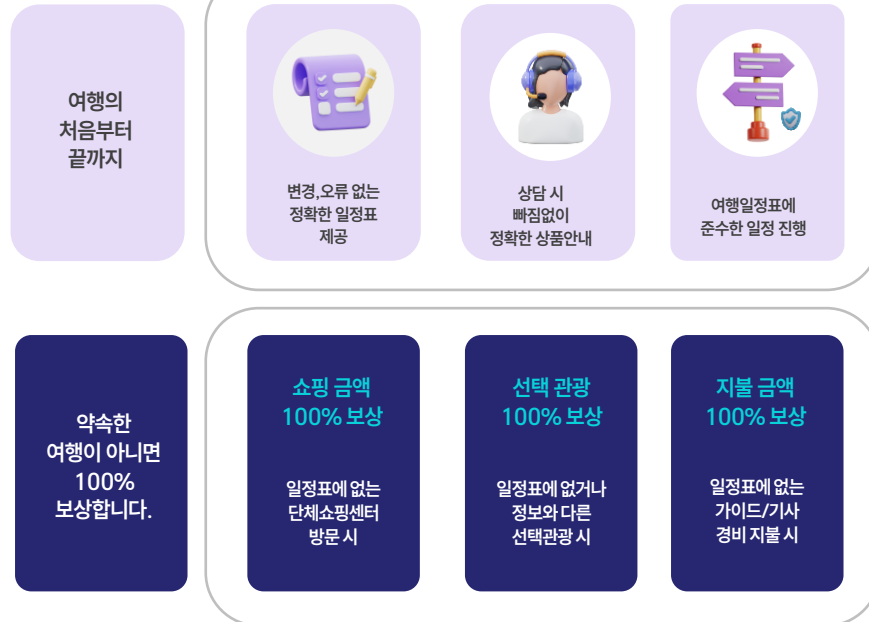 여행의
처음부터
끝까지
변경,오류 없는
정확한 일정표
제공
상담 시
빠짐없이
정확한 상품안내
여행일정표에
준수한 일정 진행
약속한
여행이 아니면
100%
보상합니다.
쇼핑 금액
100% 보상
일정표에 없는
단체쇼핑센터
방문 시
선택 관광
100% 보상
일정표에 없거나
정보와 다른
선택관광 시
지불 금액
100% 보상
일정표에 없는
가이드/기사
경비 지불 시